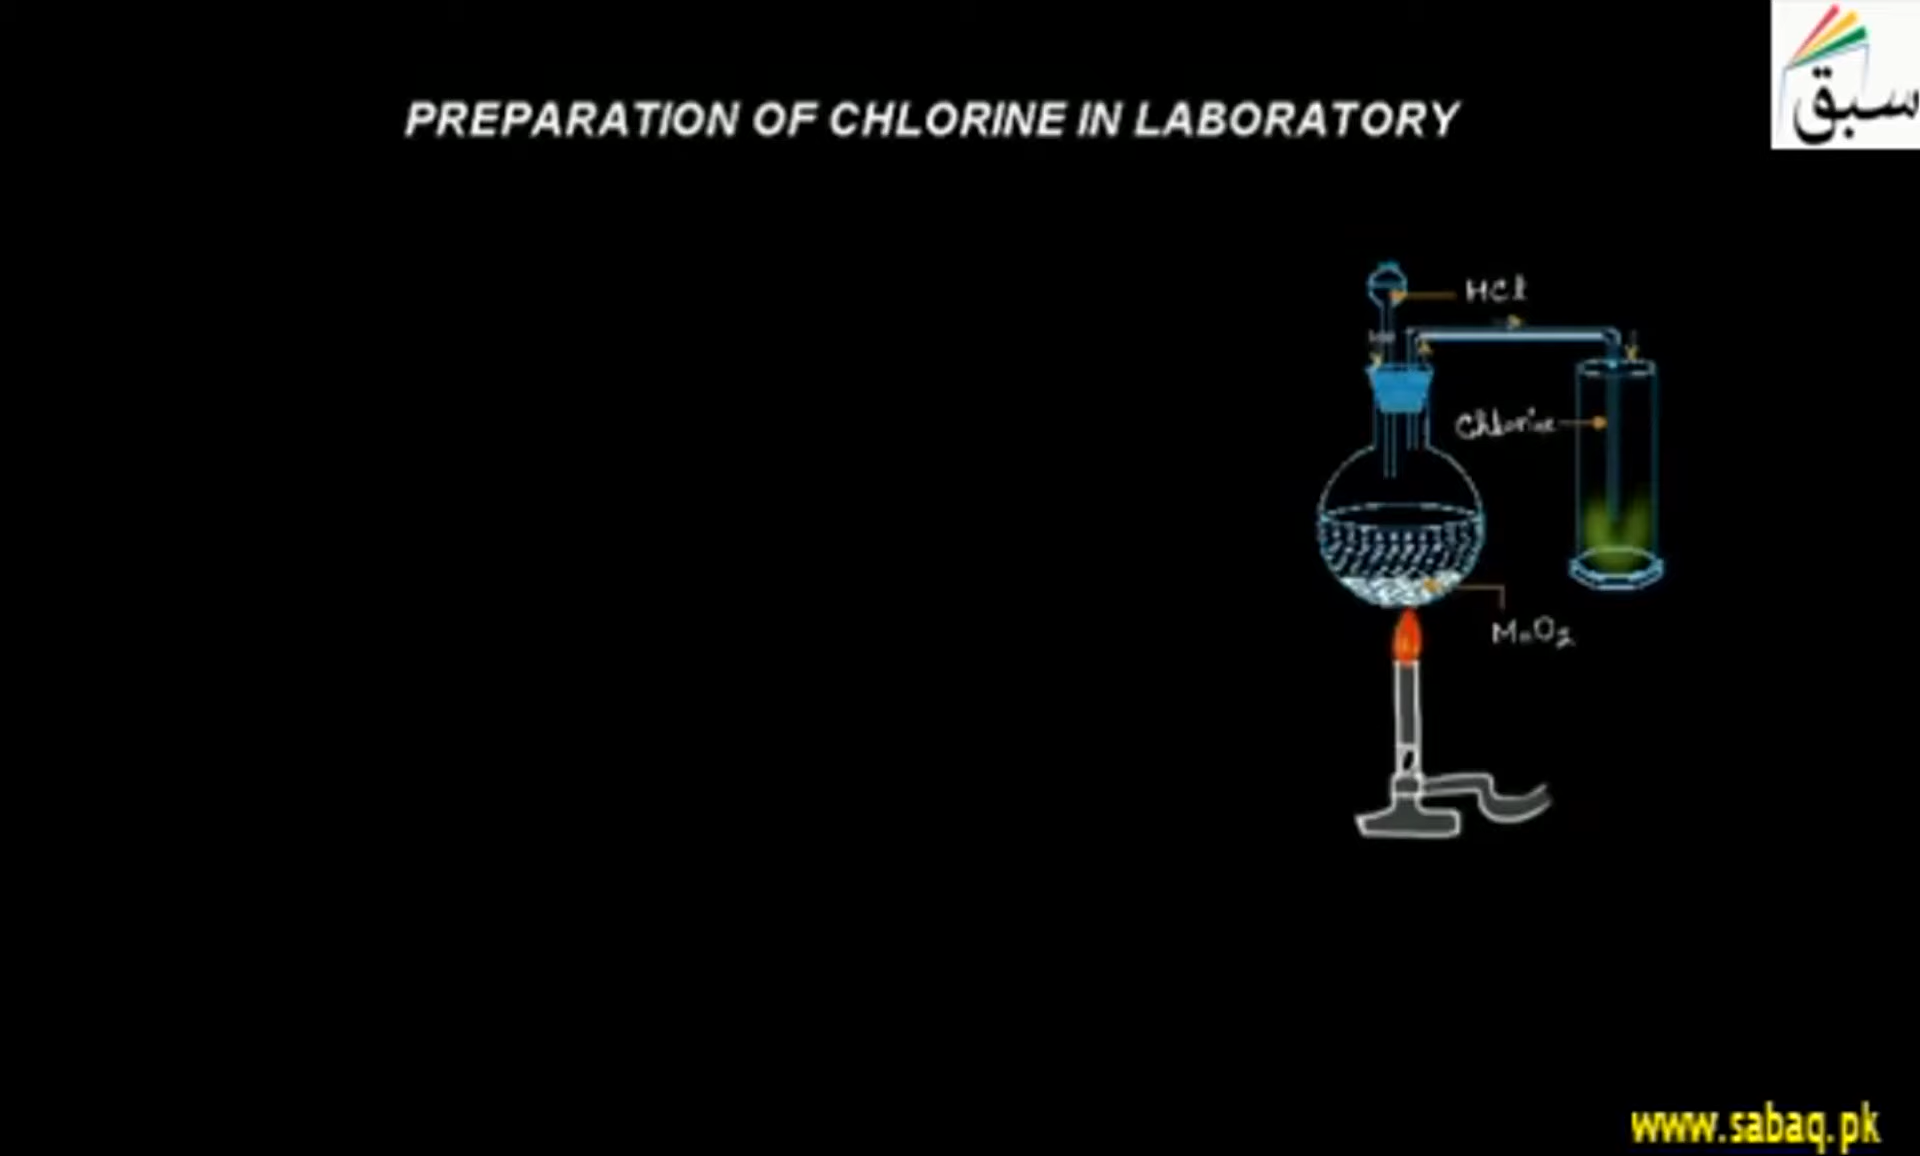 PREPARATION OF CHLORINE IN LABORATORY
سبق
HCl
Chlorine
MnO2
www.sabaq.pk